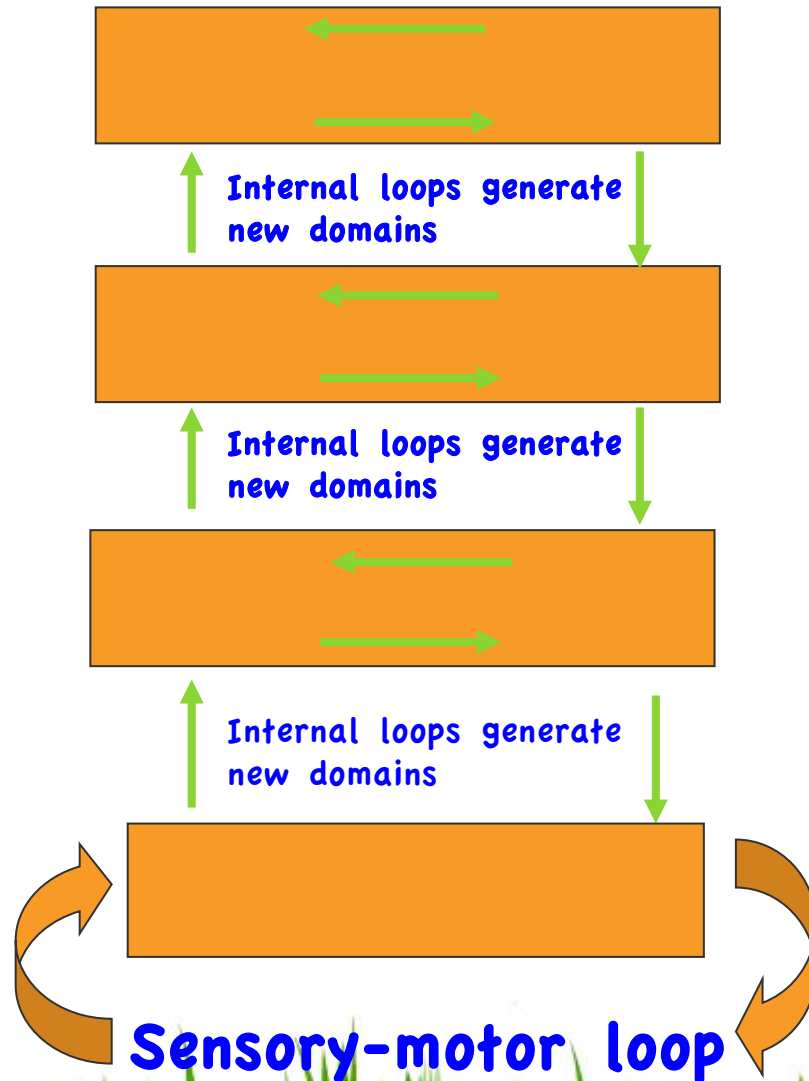 Internal loops generate
new domains
Internal loops generate
new domains
Internal loops generate
new domains
Sensory-motor loop